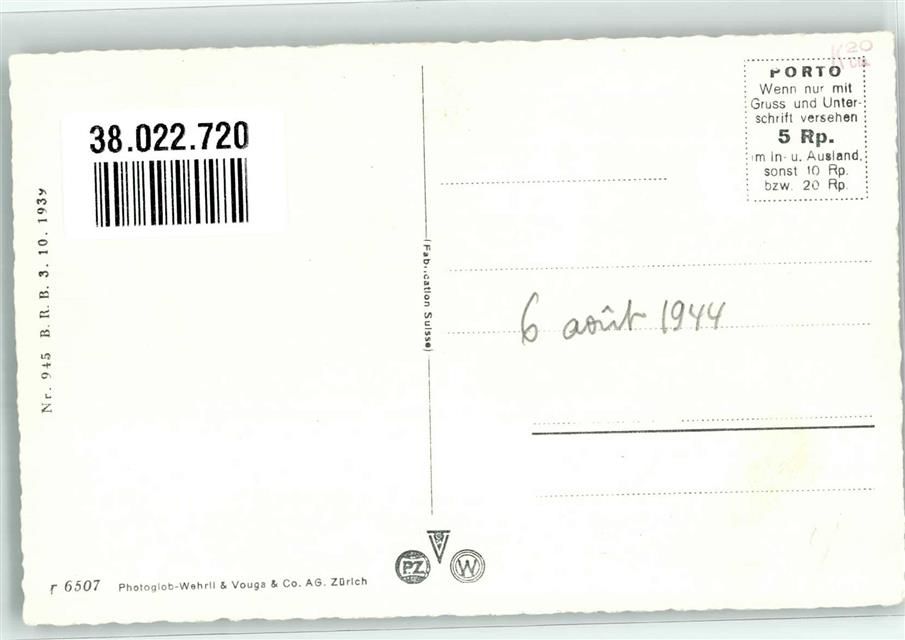 38.022.720
Nr. 945 B. R. B. 3. 10. 1939
(Fabrication Suisse)
20
PORTO
Wenn nur mit
Gruss und Unter-
schrift versehen
5 Rp.
im in- u. Ausland,
sonst 10 Rp.
bzw. 20 Rp.
6 août 1944
PZ
W
r 6507 Photoglob-Wehrli & Vouga & Co. AG. Zürich